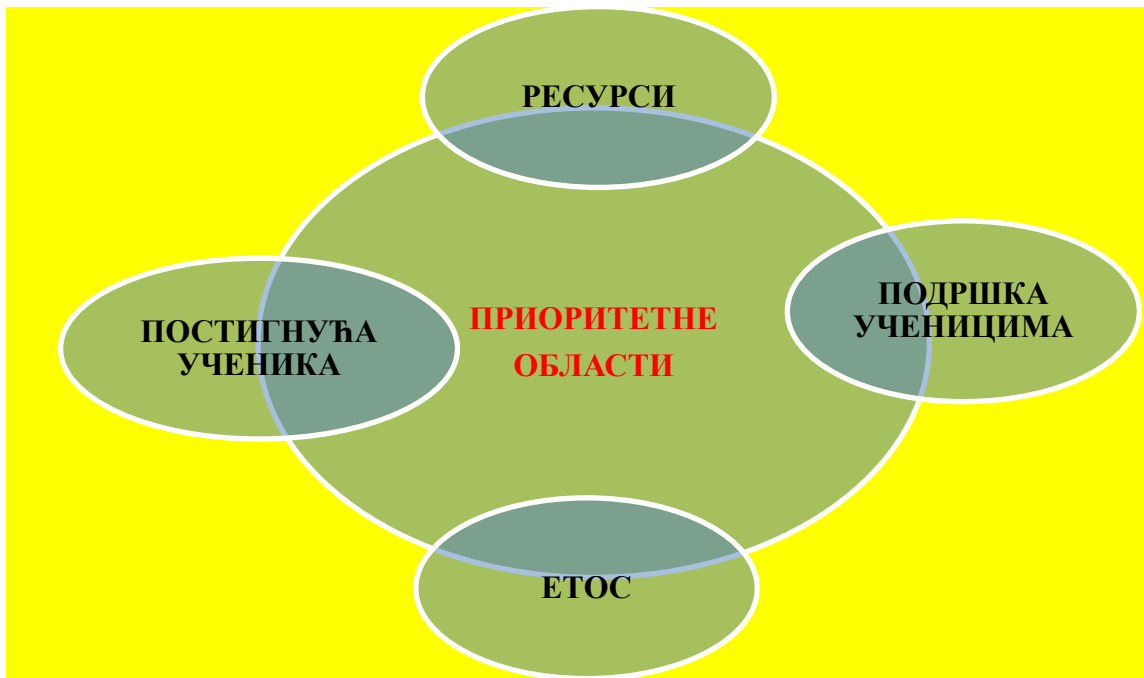 РЕСУРСИ
ПОДРШКА
УЧЕНИЦИМА
ПРИОРИТЕТНЕ
ОБЛАСТИ
ПОСТИГНУЋА
УЧЕНИКА
ЕТОС